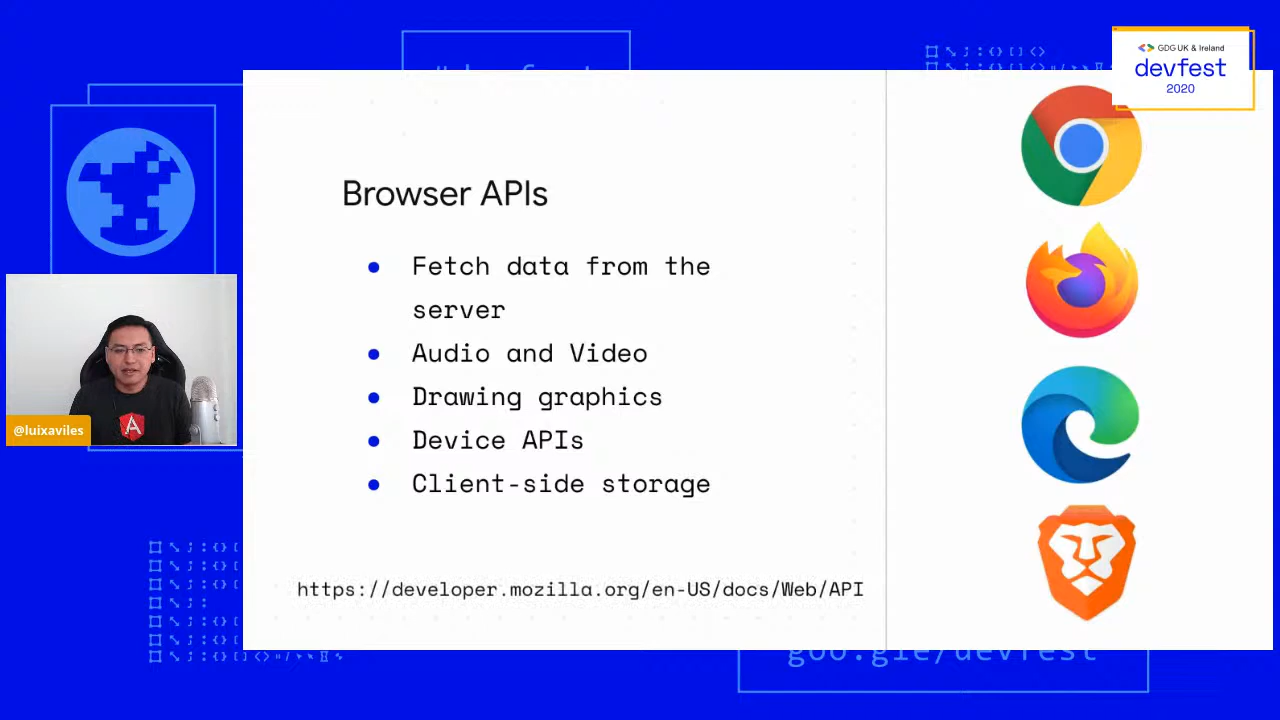 GDG UK & Ireland
devfest
2020
Browser APIs
Fetch data from the
server
Audio and Video
Drawing graphics
Device APIs
Client-side storage
https://developer.mozilla.org/en-US/docs/Web/API
@luixaviles
goo.gle/devfest